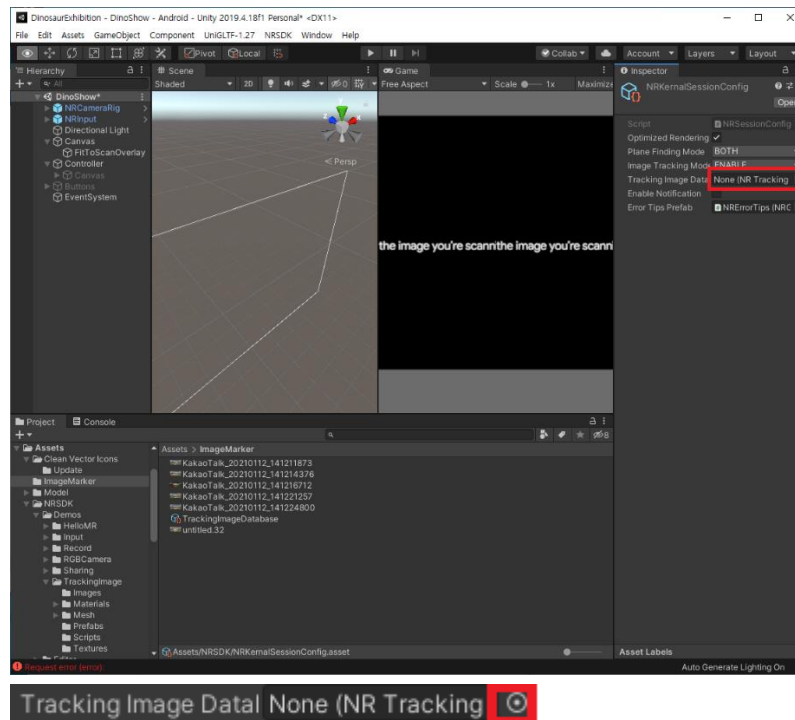 DinosaurExhibition - DinoShow - Android - Unity 2019.4.18f1 Personal* <DX11>
File Edit Assets GameObject Component UniGLTF-1.27 NRSDK Window Help
Pivot Local Collab Account Layers Layout
Hierarchy
All
DinoShow*
NRCameraRig
NRInput
Directional Light
Canvas
FitToScanOverlay
Controller
Canvas
Buttons
EventSystem
Scene
Shaded 2D 0
Persp
Game
Free Aspect Scale 1x Maximize
the image you're scannithe image you're scanni
Inspector
NRKernalSessionConfig
Oper
Script NRSessionConfig
Optimized Rendering
Plane Finding Mode BOTH
Image Tracking Mode ENABLE
Tracking Image Data None (NR Tracking
Enable Notification
Error Tips Prefab NRErrorTips (NRC
Project Console
8
Assets
Clean Vector Icons
Update
ImageMarker
Model
NRSDK
Demos
HelloMR
Input
Record
RGBCamera
Sharing
TrackingImage
Images
Materials
Mesh
Prefabs
Scripts
Textures
Assets > ImageMarker
KakaoTalk_20210112_141211873
KakaoTalk_20210112_141214376
KakaoTalk_20210112_141216712
KakaoTalk_20210112_141221257
KakaoTalk_20210112_141224800
TrackingImageDatabase
untitled.32
Assets/NRSDK/NRKernalSessionConfig.asset
Asset Labels
Request error (error):
Auto Generate Lighting On
Tracking Image Datal None (NR Tracking